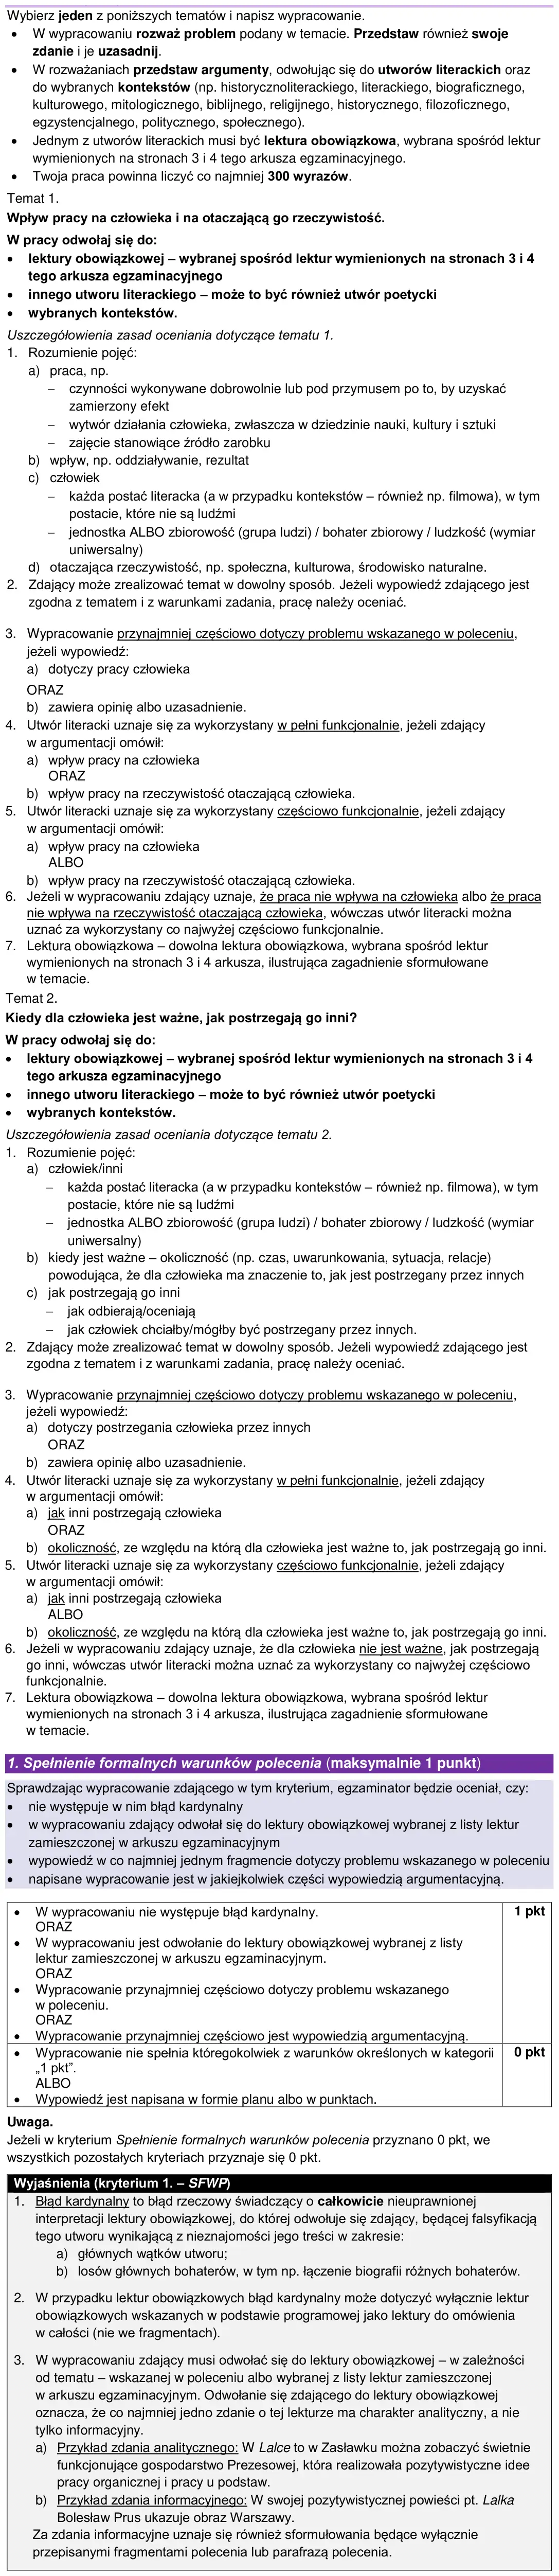 Wybierz jeden z poniższych tematów i napisz wypracowanie.
• W wypracowaniu rozważ problem podany w temacie. Przedstaw również swoje
zdanie i je uzasadnij.
• W rozważaniach przedstaw argumenty, odwołując się do utworów literackich oraz
do wybranych kontekstów (np. historycznoliterackiego, literackiego, biograficznego,
kulturowego, mitologicznego, biblijnego, religijnego, historycznego, filozoficznego,
egzystencjalnego, politycznego, społecznego).
• Jednym z utworów literackich musi być lektura obowiązkowa, wybrana spośród lektur
wymienionych na stronach 3 i 4 tego arkusza egzaminacyjnego.
• Twoja praca powinna liczyć co najmniej 300 wyrazów.
Temat 1.
Wpływ pracy na człowieka i na otaczającą go rzeczywistość.
W pracy odwołaj się do:
• lektury obowiązkowej – wybranej spośród lektur wymienionych na stronach 3 i 4
tego arkusza egzaminacyjnego
• innego utworu literackiego – może to być również utwór poetycki
• wybranych kontekstów.
Uszczegółowienia zasad oceniania dotyczące tematu 1.
1. Rozumienie pojęć:
a) praca, np.
– czynności wykonywane dobrowolnie lub pod przymusem po to, by uzyskać
zamierzony efekt
– wytwór działania człowieka, zwłaszcza w dziedzinie nauki, kultury i sztuki
– zajęcie stanowiące źródło zarobku
b) wpływ, np. oddziaływanie, rezultat
c) człowiek
– każda postać literacka (a w przypadku kontekstów – również np. filmowa), w tym
postacie, które nie są ludźmi
– jednostka ALBO zbiorowość (grupa ludzi) / bohater zbiorowy / ludzkość (wymiar
uniwersalny)
d) otaczająca rzeczywistość, np. społeczna, kulturowa, środowisko naturalne.
2. Zdający może zrealizować temat w dowolny sposób. Jeżeli wypowiedź zdającego jest
zgodna z tematem i z warunkami zadania, pracę należy oceniać.
3. Wypracowanie przynajmniej częściowo dotyczy problemu wskazanego w poleceniu,
jeżeli wypowiedź:
a) dotyczy pracy człowieka
ORAZ
b) zawiera opinię albo uzasadnienie.
4. Utwór literacki uznaje się za wykorzystany w pełni funkcjonalnie, jeżeli zdający
w argumentacji omówił:
a) wpływ pracy na człowieka
ORAZ
b) wpływ pracy na rzeczywistość otaczającą człowieka.
5. Utwór literacki uznaje się za wykorzystany częściowo funkcjonalnie, jeżeli zdający
w argumentacji omówił:
a) wpływ pracy na człowieka
ALBO
b) wpływ pracy na rzeczywistość otaczającą człowieka.
6. Jeżeli w wypracowaniu zdający uznaje, że praca nie wpływa na człowieka albo że praca
nie wpływa na rzeczywistość otaczającą człowieka, wówczas utwór literacki można
uznać za wykorzystany co najwyżej częściowo funkcjonalnie.
7. Lektura obowiązkowa – dowolna lektura obowiązkowa, wybrana spośród lektur
wymienionych na stronach 3 i 4 arkusza, ilustrująca zagadnienie sformułowane
w temacie.
Temat 2.
Kiedy dla człowieka jest ważne, jak postrzegają go inni?
W pracy odwołaj się do:
• lektury obowiązkowej – wybranej spośród lektur wymienionych na stronach 3 i 4
tego arkusza egzaminacyjnego
• innego utworu literackiego – może to być również utwór poetycki
• wybranych kontekstów.
Uszczegółowienia zasad oceniania dotyczące tematu 2.
1. Rozumienie pojęć:
a) człowiek/inni
– każda postać literacka (a w przypadku kontekstów – również np. filmowa), w tym
postacie, które nie są ludźmi
– jednostka ALBO zbiorowość (grupa ludzi) / bohater zbiorowy / ludzkość (wymiar
uniwersalny)
b) kiedy jest ważne – okoliczność (np. czas, uwarunkowania, sytuacja, relacje)
powodująca, że dla człowieka ma znaczenie to, jak jest postrzegany przez innych
c) jak postrzegają go inni
– jak odbierają/oceniają
– jak człowiek chciałby/mógłby być postrzegany przez innych.
2. Zdający może zrealizować temat w dowolny sposób. Jeżeli wypowiedź zdającego jest
zgodna z tematem i z warunkami zadania, pracę należy oceniać.
3. Wypracowanie przynajmniej częściowo dotyczy problemu wskazanego w poleceniu,
jeżeli wypowiedź:
a) dotyczy postrzegania człowieka przez innych
ORAZ
b) zawiera opinię albo uzasadnienie.
4. Utwór literacki uznaje się za wykorzystany w pełni funkcjonalnie, jeżeli zdający
w argumentacji omówił:
a) jak inni postrzegają człowieka
ORAZ
b) okoliczność, ze względu na którą dla człowieka jest ważne to, jak postrzegają go inni.
5. Utwór literacki uznaje się za wykorzystany częściowo funkcjonalnie, jeżeli zdający
w argumentacji omówił:
a) jak inni postrzegają człowieka
ALBO
b) okoliczność, ze względu na którą dla człowieka jest ważne to, jak postrzegają go inni.
6. Jeżeli w wypracowaniu zdający uznaje, że dla człowieka nie jest ważne, jak postrzegają
go inni, wówczas utwór literacki można uznać za wykorzystany co najwyżej częściowo
funkcjonalnie.
7. Lektura obowiązkowa – dowolna lektura obowiązkowa, wybrana spośród lektur
wymienionych na stronach 3 i 4 arkusza, ilustrująca zagadnienie sformułowane
w temacie.
1. Spełnienie formalnych warunków polecenia (maksymalnie 1 punkt)
Sprawdzając wypracowanie zdającego w tym kryterium, egzaminator będzie oceniał, czy:
• nie występuje w nim błąd kardynalny
• w wypracowaniu zdający odwołał się do lektury obowiązkowej wybranej z listy lektur
zamieszczonej w arkuszu egzaminacyjnym
• wypowiedź w co najmniej jednym fragmencie dotyczy problemu wskazanego w poleceniu
• napisane wypracowanie jest w jakiejkolwiek części wypowiedzią argumentacyjną.
• W wypracowaniu nie występuje błąd kardynalny. 1 pkt
ORAZ
• W wypracowaniu jest odwołanie do lektury obowiązkowej wybranej z listy
lektur zamieszczonej w arkuszu egzaminacyjnym.
ORAZ
• Wypracowanie przynajmniej częściowo dotyczy problemu wskazanego
w poleceniu.
ORAZ
• Wypracowanie przynajmniej częściowo jest wypowiedzią argumentacyjną.
• Wypracowanie nie spełnia któregokolwiek z warunków określonych w kategorii 0 pkt
„1 pkt”.
ALBO
• Wypowiedź jest napisana w formie planu albo w punktach.
Uwaga.
Jeżeli w kryterium Spełnienie formalnych warunków polecenia przyznano 0 pkt, we
wszystkich pozostałych kryteriach przyznaje się 0 pkt.
Wyjaśnienia (kryterium 1. – SFWP)
1. Błąd kardynalny to błąd rzeczowy świadczący o całkowicie nieuprawnionej
interpretacji lektury obowiązkowej, do której odwołuje się zdający, będącej falsyfikacją
tego utworu wynikającą z nieznajomości jego treści w zakresie:
a) głównych wątków utworu;
b) losów głównych bohaterów, w tym np. łączenie biografii różnych bohaterów.
2. W przypadku lektur obowiązkowych błąd kardynalny może dotyczyć wyłącznie lektur
obowiązkowych wskazanych w podstawie programowej jako lektury do omówienia
w całości (nie we fragmentach).
3. W wypracowaniu zdający musi odwołać się do lektury obowiązkowej – w zależności
od tematu – wskazanej w poleceniu albo wybranej z listy lektur zamieszczonej
w arkuszu egzaminacyjnym. Odwołanie się zdającego do lektury obowiązkowej
oznacza, że co najmniej jedno zdanie o tej lekturze ma charakter analityczny, a nie
tylko informacyjny.
a) Przykład zdania analitycznego: W Lalce to w Zasławku można zobaczyć świetnie
funkcjonujące gospodarstwo Prezesowej, która realizowała pozytywistyczne idee
pracy organicznej i pracy u podstaw.
b) Przykład zdania informacyjnego: W swojej pozytywistycznej powieści pt. Lalka
Bolesław Prus ukazuje obraz Warszawy.
Za zdania informacyjne uznaje się również sformułowania będące wyłącznie
przepisanymi fragmentami polecenia lub parafrazą polecenia.